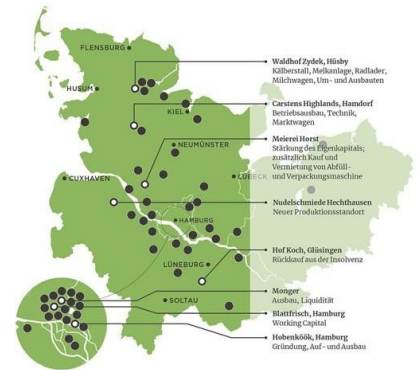 FLENSBURG
HUSUM
KIEL
NEUMÜNSTER
CUXHAVEN
LÜBECK
HAMBURG
LÜNEBURG
SOLTAU
Waldhof Zydek, Hüsby
Kälberstall, Melkanlage, Radlader,
Milchwagen, Um- und Ausbauten
Carstens Highlands, Hamdorf
Betriebsausbau, Technik,
Marktwagen
Meierei Horst
Stärkung des Eigenkapitals;
zusätzlich Kauf und
Vermietung von Abfüll-
und Verpackungsmaschine
Nudelschmiede Hechthausen
Neuer Produktionsstandort
Hof Koch, Glüsingen
Rückkauf aus der Insolvenz
Monger
Ausbau, Liquidität
Blattfrisch, Hamburg
Working Capital
Hobenköök, Hamburg
Gründung, Auf- und Ausbau